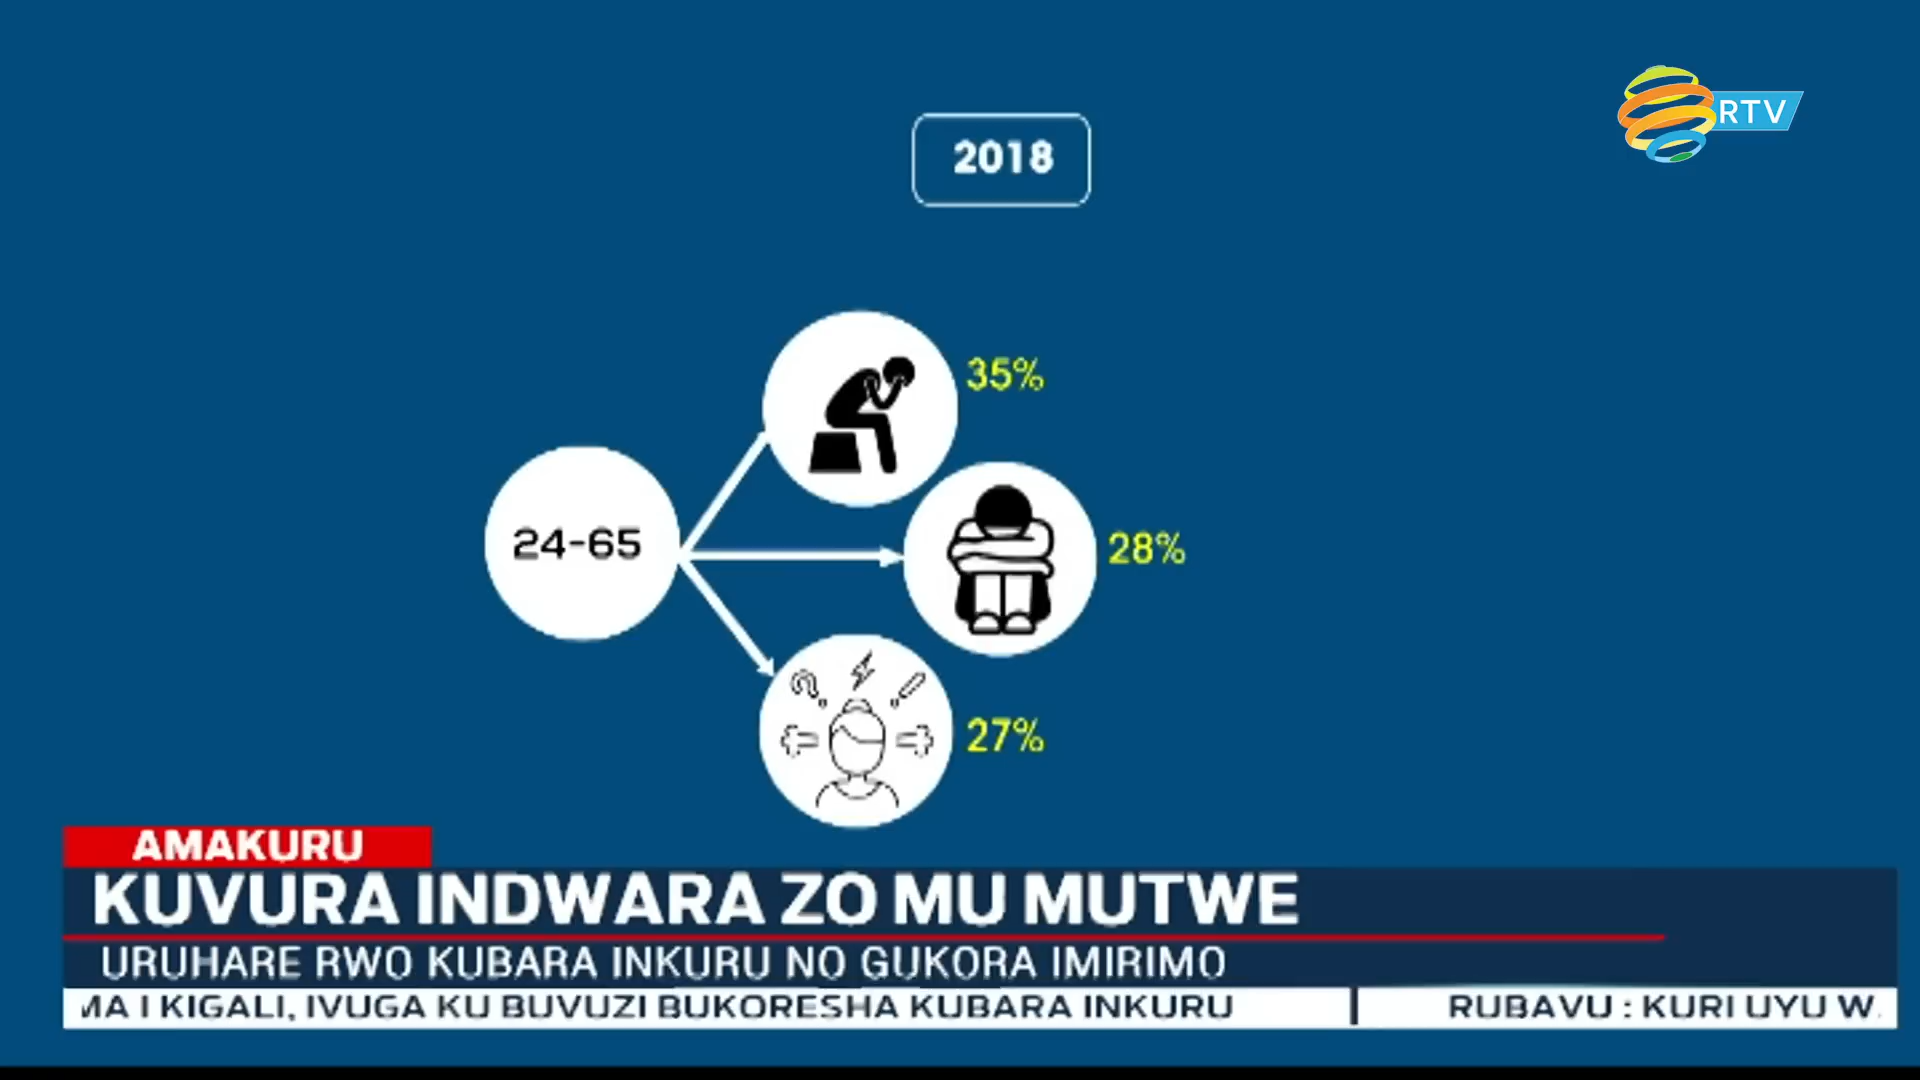 RTV
2018
35%
24-65
28%
27%
AMAKURU
KUVURA INDWARA ZO MU MUTWE
URUHARE RWO KUBARA INKURU NO GUKORA IMIRIMO
I KIGALI, IVUGA KU BUVUZI BUKORESHA KUBARA INKURU | RUBAVU : KURI UYU W